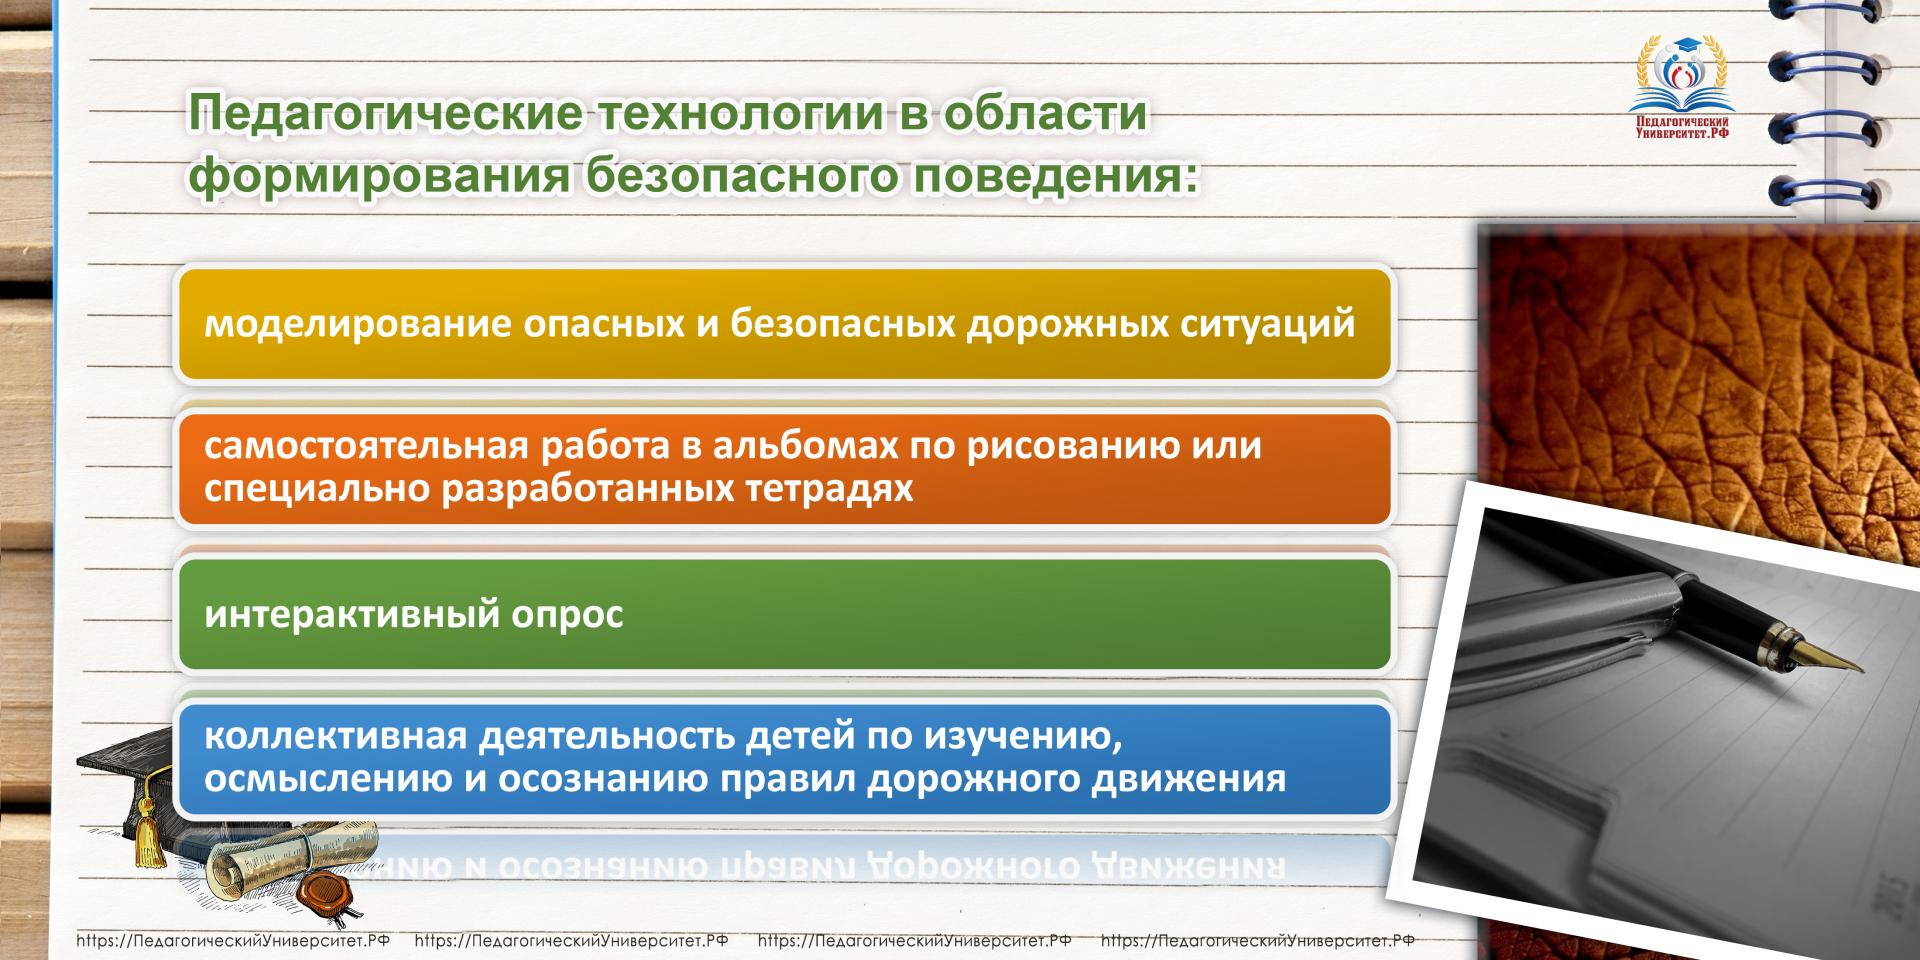 Педагогические технологии в области
формирования безопасного поведения:
ПЕДАГОГИЧЕСКИЙ
УНИВЕРСИТЕТ.РФ
моделирование опасных и безопасных дорожных ситуаций
самостоятельная работа в альбомах по рисованию или
специально разработанных тетрадях
интерактивный опрос
коллективная деятельность детей по изучению,
осмыслению и осознанию правил дорожного движения
https://ПедагогическийУниверситет.РФ https://ПедагогическийУниверситет.РФ https://ПедагогическийУниверситет.РФ https://ПедагогическийУниверситет.РФ